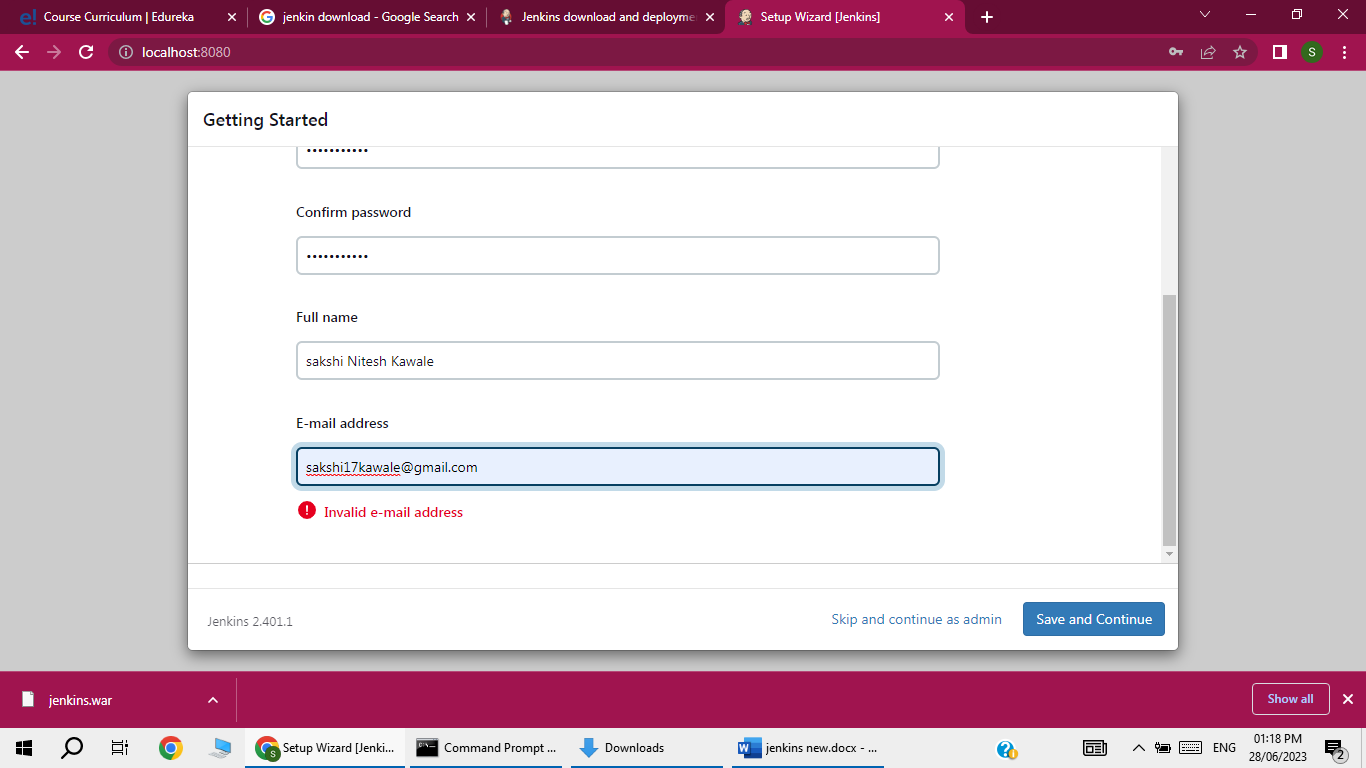 e! Course Curriculum | Edureka
jenkin download - Google Search
Jenkins download and deployme
Setup Wizard [Jenkins]
localhost:8080
S
Getting Started
•••••••••••
Confirm password
•••••••••••
Full name
sakshi Nitesh Kawale
E-mail address
sakshi17kawale@gmail.com
! Invalid e-mail address
Jenkins 2.401.1
Skip and continue as admin
Save and Continue
jenkins.war
Show all
S
Setup Wizard [Jenki...
Command Prompt ...
Downloads
W
jenkins new.docx - ...
?
ENG
01:18 PM
28/06/2023
2